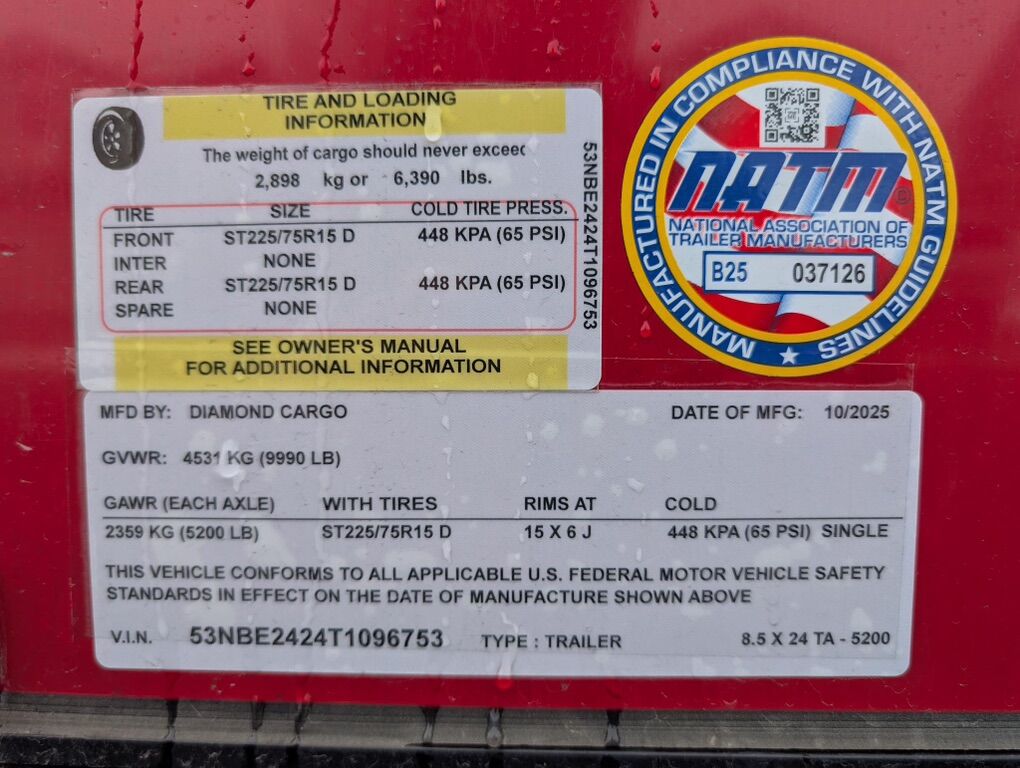 TIRE AND LOADING
INFORMATION
The weight of cargo should never exceed
2,898 kg or 6,390 lbs.
TIRE SIZE COLD TIRE PRESS.
FRONT ST225/75R15 D 448 KPA (65 PSI)
INTER NONE
REAR ST225/75R15 D 448 KPA (65 PSI)
SPARE NONE
SEE OWNER'S MANUAL
FOR ADDITIONAL INFORMATION
53NBE2424T1096753
MANUFACTURED IN COMPLIANCE WITH NATM GUIDELINES
NATM
NATIONAL ASSOCIATION OF
TRAILER MANUFACTURERS
B25 037126
MFD BY: DIAMOND CARGO DATE OF MFG: 10/2025
GVWR: 4531 KG (9990 LB)
GAWR (EACH AXLE) WITH TIRES RIMS AT COLD
2359 KG (5200 LB) ST225/75R15 D 15 X 6 J 448 KPA (65 PSI) SINGLE
THIS VEHICLE CONFORMS TO ALL APPLICABLE U.S. FEDERAL MOTOR VEHICLE SAFETY
STANDARDS IN EFFECT ON THE DATE OF MANUFACTURE SHOWN ABOVE
V.I.N. 53NBE2424T1096753 TYPE : TRAILER 8.5 X 24 TA - 5200